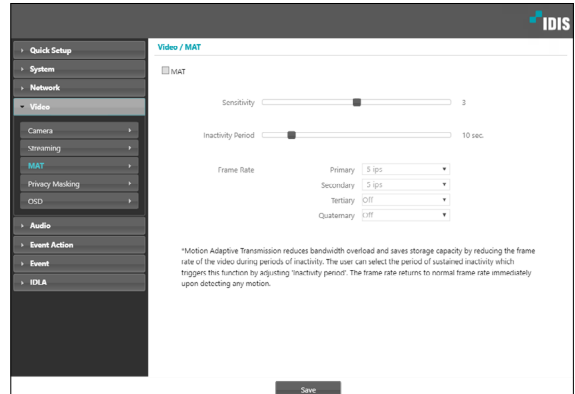 IDIS
Quick Setup
System
Network
Video
Camera
Streaming
MAT
Privacy Masking
OSD
Audio
Event Action
Event
IDLA
Video / MAT
MAT
Sensitivity 3
Inactivity Period 10 sec.
Frame Rate Primary 5 ips
Secondary 5 ips
Tertiary Off
Quaternary Off
*Motion Adaptive Transmission reduces bandwidth overload and saves storage capacity by reducing the frame
rate of the video during periods of inactivity. The user can select the period of sustained inactivity which
triggers this function by adjusting 'Inactivity period'. The frame rate returns to normal frame rate immediately
upon detecting any motion.
Save